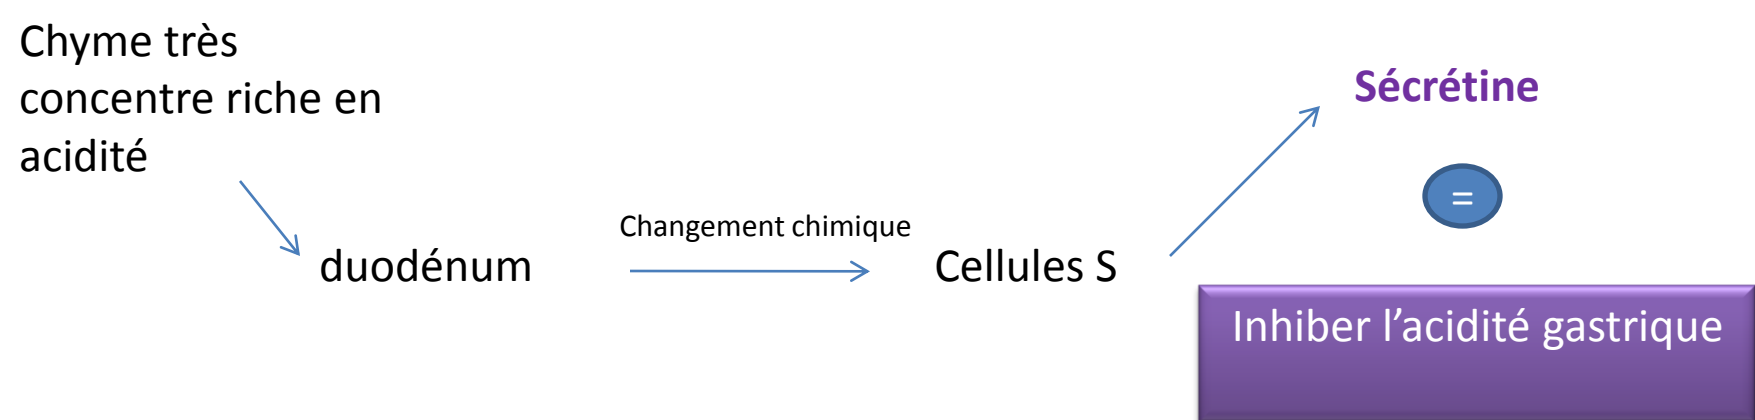 Chyme très
concentre riche en
acidité
duodénum
Changement chimique
Cellules S
Sécrétine
=
Inhiber l’acidité gastrique